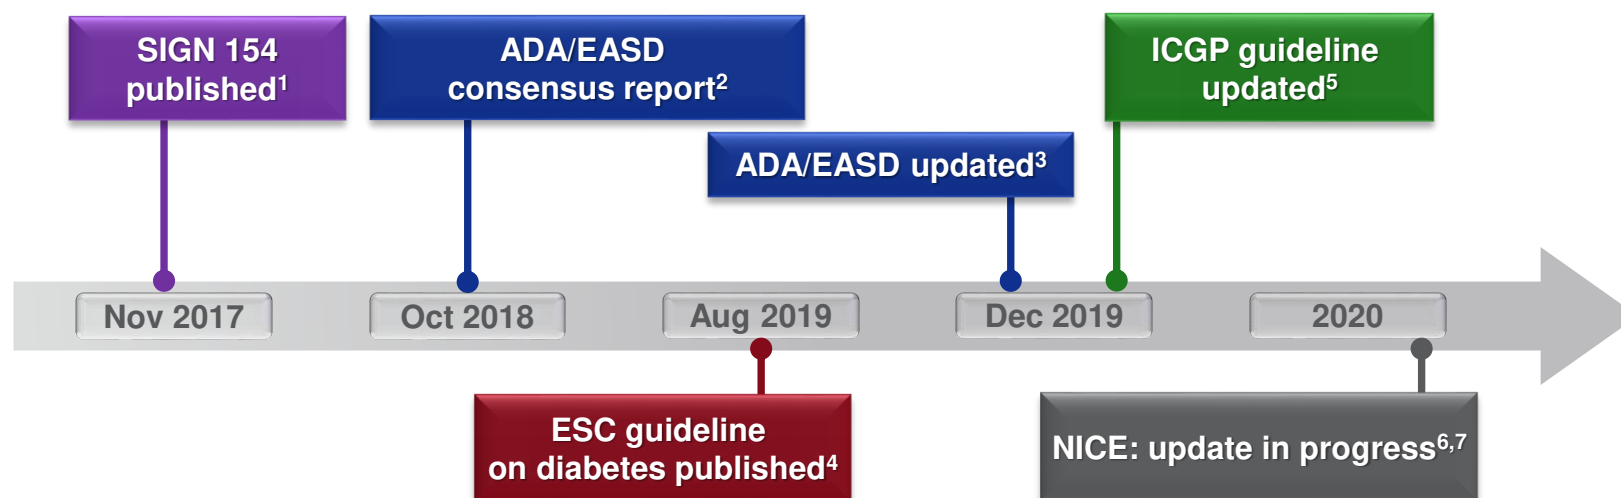 SIGN 154
published1
ADA/EASD
consensus report2
ICGP guideline
updated5
ADA/EASD updated3
Nov 2017
Oct 2018
Aug 2019
Dec 2019
2020
ESC guideline
on diabetes published4
NICE: update in progress6,7